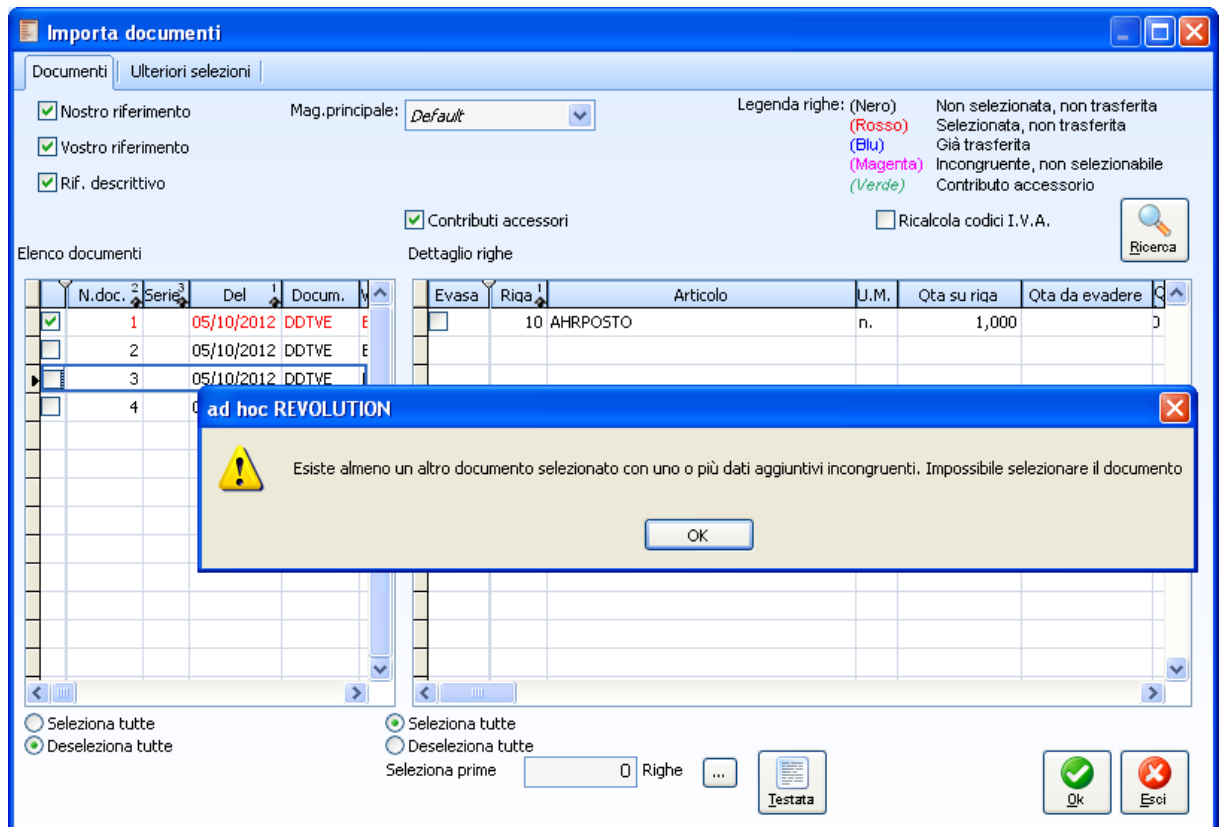 Importa documenti
Documenti Ulteriori selezioni
Nostro riferimento Mag.principale: Default Legenda righe: (Nero) Non selezionata, non trasferita
(Rosso) Selezionata, non trasferita
Vostro riferimento (Blu) Già trasferita
(Magenta) Incongruente, non selezionabile
Rif. descrittivo (Verde) Contributo accessorio
Contributi accessori Ricalcola codici I.V.A.
Ricerca
Elenco documenti Dettaglio righe
N.doc. 2 Serie 3 Del 1 Docum. Evasa Riga 1 Articolo U.M. Qta su riga Qta da evadere
1 05/10/2012 DDTVE 10 AHRPOSTO n. 1,000
2 05/10/2012 DDTVE
3 05/10/2012 DDTVE
4
ad hoc REVOLUTION
Esiste almeno un altro documento selezionato con uno o più dati aggiuntivi incongruenti. Impossibile selezionare il documento
OK
Seleziona tutte Seleziona tutte
Deseleziona tutte Deseleziona tutte
Seleziona prime 0 Righe ...
Testata Ok Esci